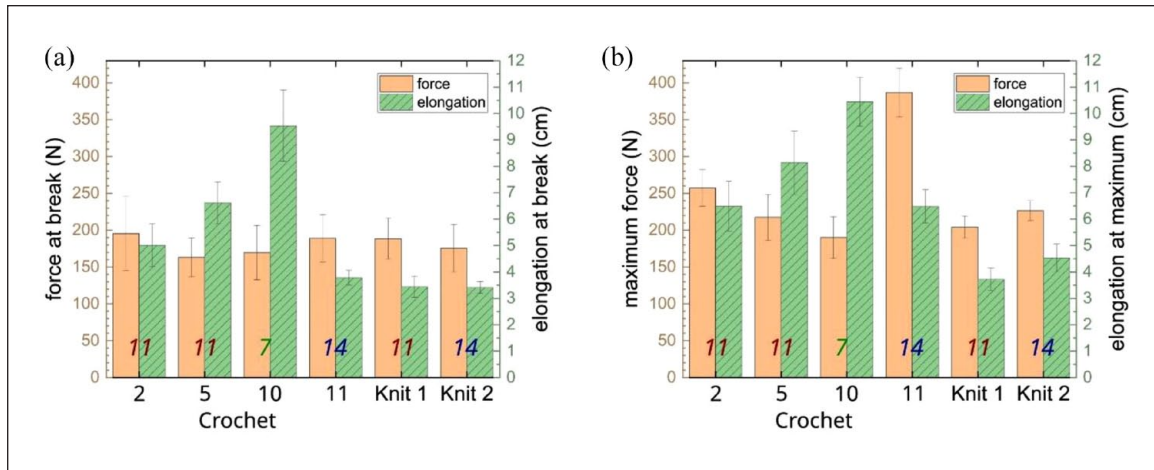 (a)
force
elongation
force at break (N)
400
350
300
250
200
150
100
50
0
elongation at break (cm)
12
11
10
9
8
7
6
5
4
3
2
1
0
11 11 7 14 11 14
2 5 10 11 Knit 1 Knit 2
Crochet
(b)
force
elongation
maximum force (N)
400
350
300
250
200
150
100
50
0
elongation at maximum (cm)
12
11
10
9
8
7
6
5
4
3
2
1
0
11 11 7 14 11 14
2 5 10 11 Knit 1 Knit 2
Crochet